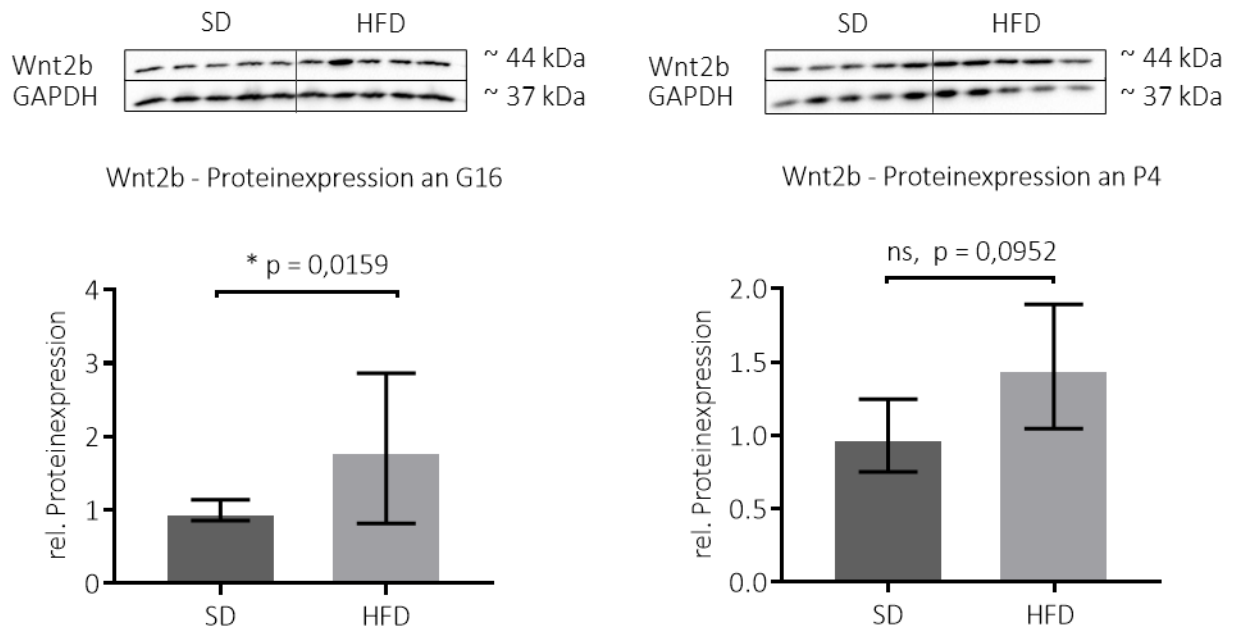 SD HFD
Wnt2b ~ 44 kDa
GAPDH ~ 37 kDa
Wnt2b - Proteinexpression an G16
* p = 0,0159
rel. Proteinexpression
4
3
2
1
0
SD HFD
SD HFD
Wnt2b ~ 44 kDa
GAPDH ~ 37 kDa
Wnt2b - Proteinexpression an P4
ns, p = 0,0952
rel. Proteinexpression
2.0
1.5
1.0
0.5
0.0
SD HFD